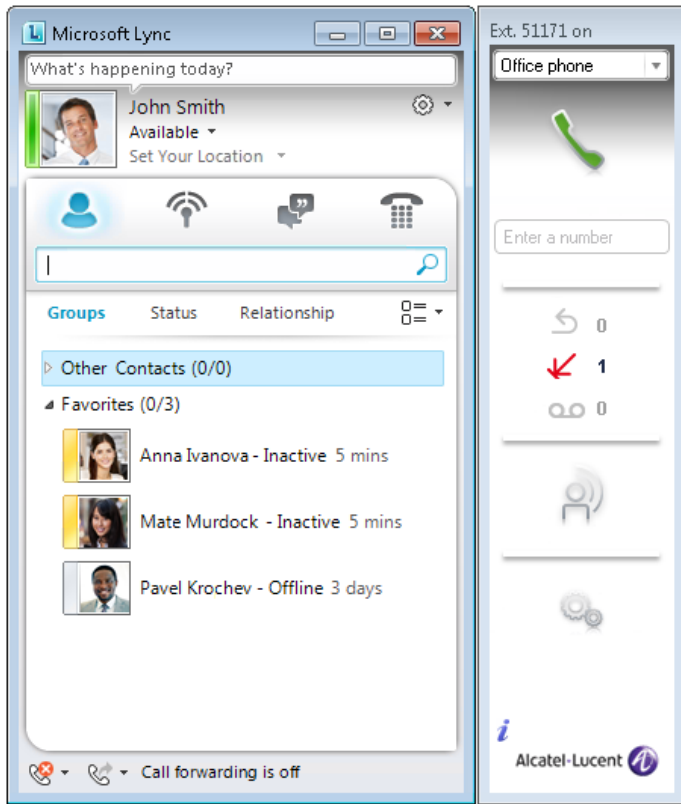 Microsoft Lync
What's happening today?
John Smith
Available
Set Your Location
Groups Status Relationship
Other Contacts (0/0)
Favorites (0/3)
Anna Ivanova - Inactive 5 mins
Mate Murdock - Inactive 5 mins
Pavel Krochev - Offline 3 days
Call forwarding is off
Ext. 51171 on
Office phone
Enter a number
0
1
0
i
Alcatel-Lucent